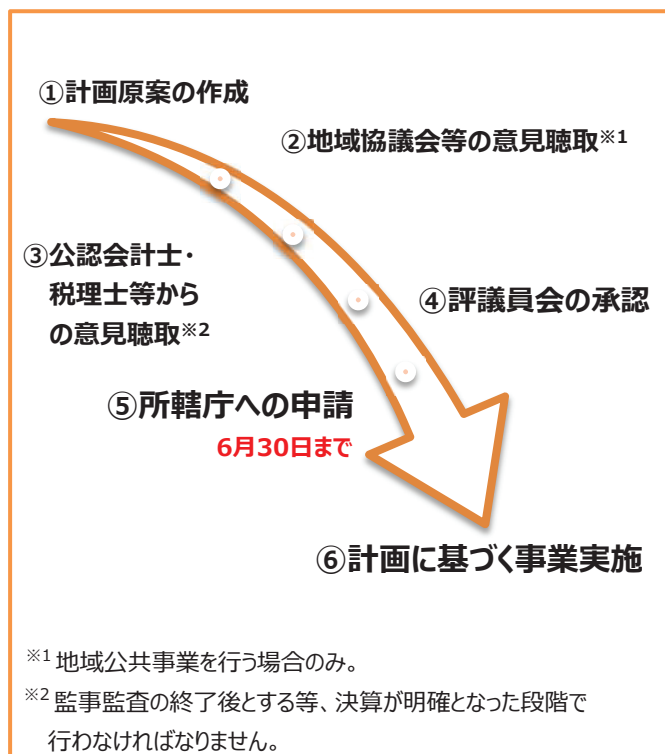 ①計画原案の作成
②地域協議会等の意見聴取※1
③公認会計士・
税理士等から
の意見聴取※2
④評議員会の承認
⑤所轄庁への申請
6月30日まで
⑥計画に基づく事業実施
※1 地域公共事業を行う場合のみ。
※2 監事監査の終了後とする等、決算が明確となった段階で
行わなければなりません。